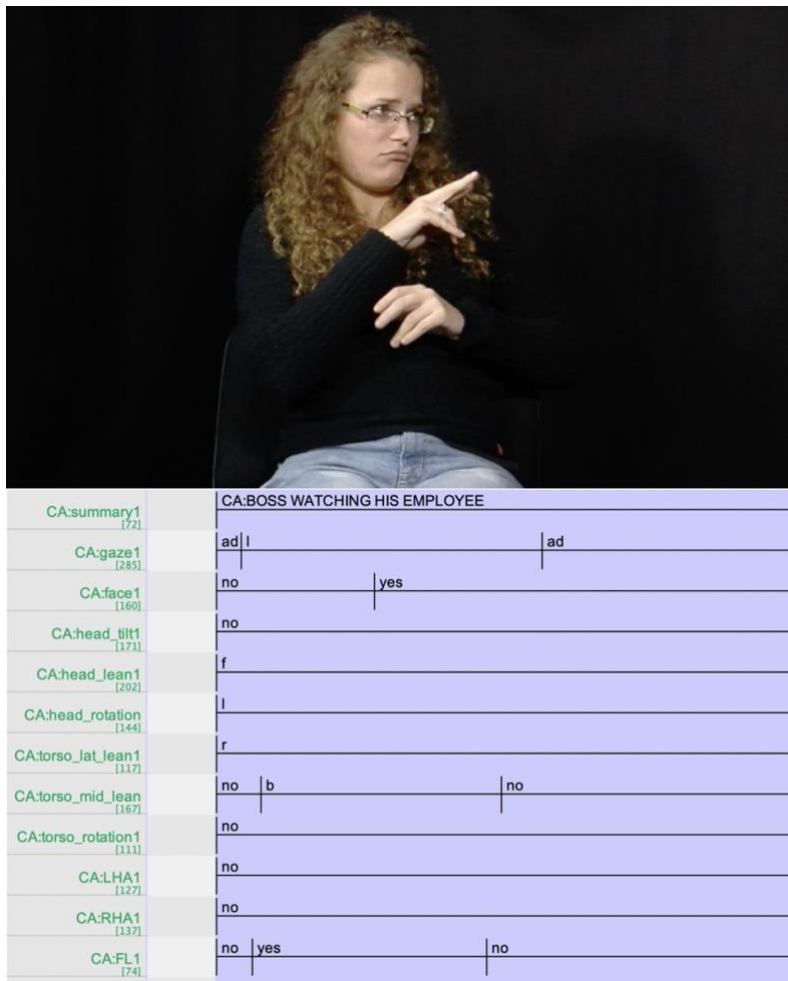 CA:summary1
[72]
CA:BOSS WATCHING HIS EMPLOYEE
CA:gaze1
[285]
ad l ad
CA:face1
[160]
no yes
CA:head_tilt1
[171]
no
CA:head_lean1
[202]
f
CA:head_rotation
[144]
l
CA:torso_lat_lean1
[117]
r
CA:torso_mid_lean
[167]
no b no
CA:torso_rotation1
[111]
no
CA:LHA1
[127]
no
CA:RHA1
[137]
no
CA:FL1
[74]
no yes no